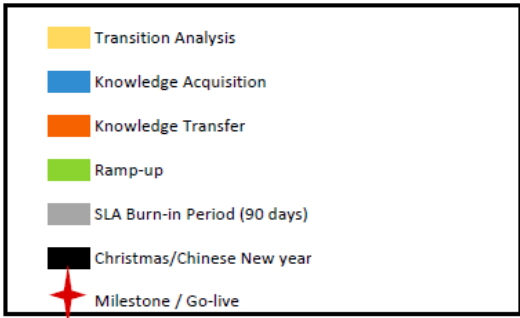 Transition Analysis
Knowledge Acquisition
Knowledge Transfer
Ramp-up
SLA Burn-in Period (90 days)
Christmas/Chinese New year
Milestone / Go-live